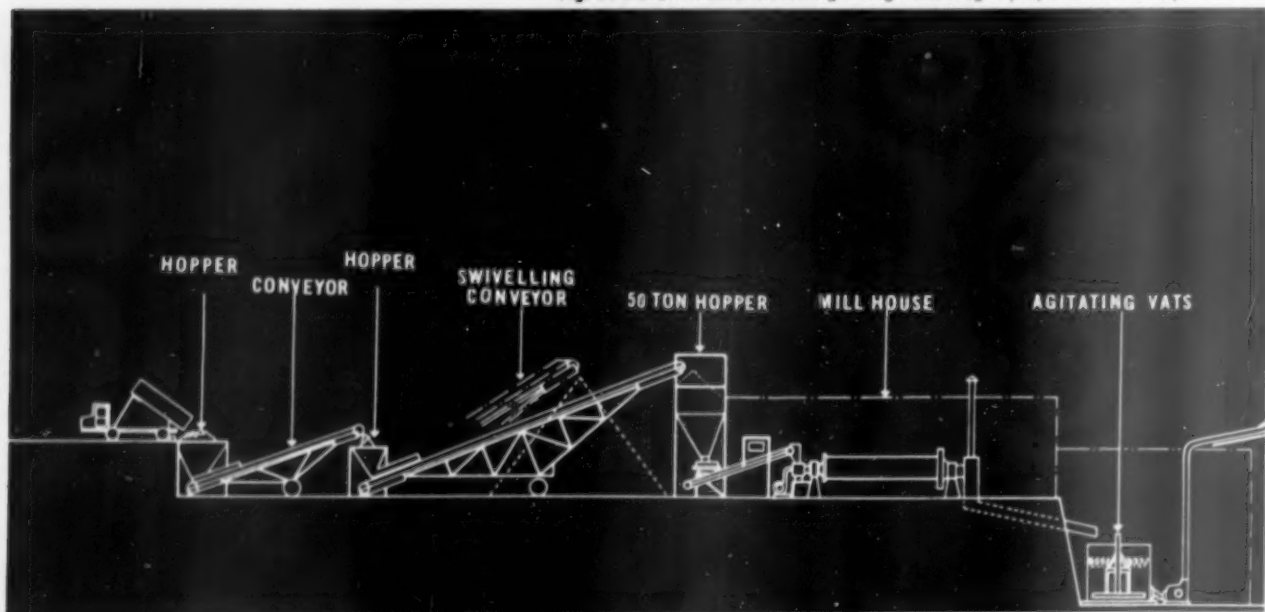 HOPPER
CONVEYOR
HOPPER
SWIVELLING
CONVEYOR
50 TON HOPPER
MILL HOUSE
AGITATING VATS